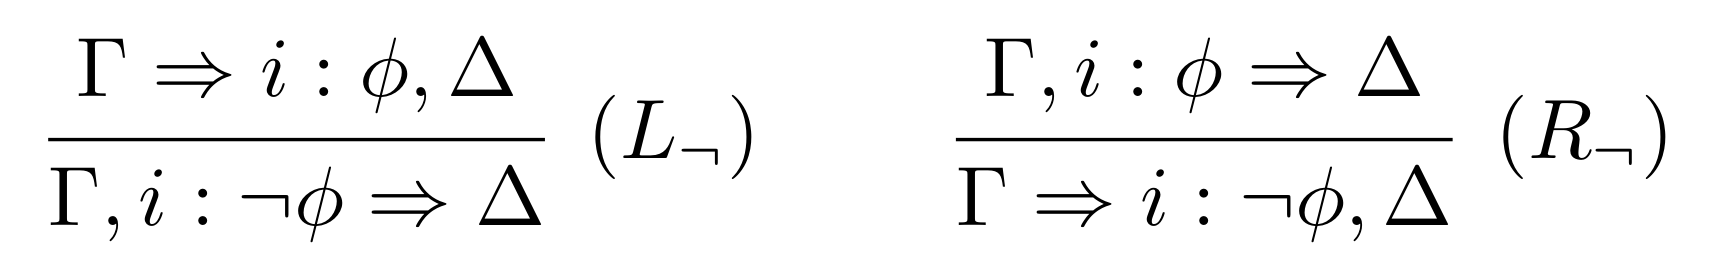 Γ ⇒ i : ϕ, Δ
Γ, i : ¬ϕ ⇒ Δ (L¬)
Γ, i : ϕ ⇒ Δ
Γ ⇒ i : ¬ϕ, Δ (R¬)